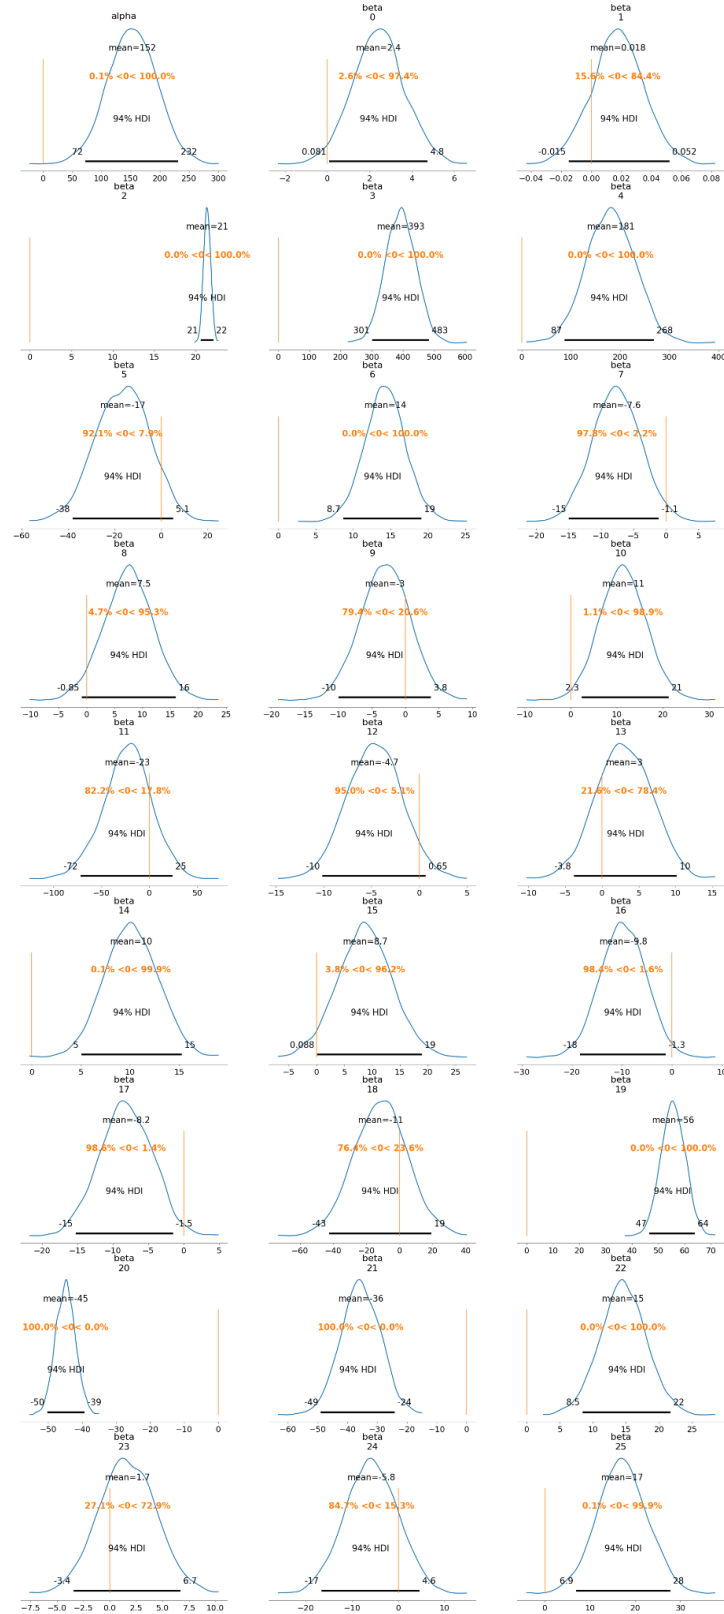 alpha
mean=152
0.1% <0< 100.0%
94% HDI
72 232
0 50 100 150 200 250 300
beta
0
mean=2.4
2.6% <0< 97.4%
94% HDI
0.081 4.8
−2 0 2 4 6
beta
1
mean=0.018
15.6% <0< 84.4%
94% HDI
-0.015 0.052
−0.04 −0.02 0.00 0.02 0.04 0.06 0.08
beta
2
mean=21
0.0% <0< 100.0%
94% HDI
21 22
0 5 10 15 20
beta
3
mean=393
0.0% <0< 100.0%
94% HDI
301 483
0 100 200 300 400 500 600
beta
4
mean=181
0.0% <0< 100.0%
94% HDI
87 268
0 100 200 300 400
beta
5
mean=-17
92.1% <0< 7.9%
94% HDI
-38 5.1
−60 −40 −20 0 20
beta
6
mean=14
0.0% <0< 100.0%
94% HDI
8.7 19
0 5 10 15 20 25
beta
7
mean=-7.6
97.8% <0< 2.2%
94% HDI
-15 -1.1
−20 −15 −10 −5 0 5
beta
8
mean=7.5
4.7% <0< 95.3%
94% HDI
-0.85 16
−10 −5 0 5 10 15 20 25
beta
9
mean=-3
79.4% <0< 20.6%
94% HDI
-10 3.8
−20 −15 −10 −5 0 5 10
beta
10
mean=11
1.1% <0< 98.9%
94% HDI
2.3 21
−10 0 10 20 30
beta
11
mean=-23
82.2% <0< 17.8%
94% HDI
-72 25
−100 −50 0 50
beta
12
mean=-4.7
95.0% <0< 5.1%
94% HDI
-10 0.65
−15 −10 −5 0 5
beta
13
mean=3
21.6% <0< 78.4%
94% HDI
-3.8 10
−10 −5 0 5 10 15
beta
14
mean=10
0.1% <0< 99.9%
94% HDI
5 15
0 5 10 15
beta
15
mean=8.7
3.8% <0< 96.2%
94% HDI
0.088 19
−5 0 5 10 15 20 25
beta
16
mean=-9.8
98.4% <0< 1.6%
94% HDI
-18 -1.3
−30 −20 −10 0 10
beta
17
mean=-8.2
98.6% <0< 1.4%
94% HDI
-15 -1.5
−20 −15 −10 −5 0 5
beta
18
mean=-11
76.4% <0< 23.6%
94% HDI
-43 19
−60 −40 −20 0 20 40
beta
19
mean=56
0.0% <0< 100.0%
94% HDI
47 64
0 10 20 30 40 50 60 70
beta
20
mean=-45
100.0% <0< 0.0%
94% HDI
-50 -39
−50 −40 −30 −20 −10 0
beta
21
mean=-36
100.0% <0< 0.0%
94% HDI
-49 -24
−60 −50 −40 −30 −20 −10 0
beta
22
mean=15
0.0% <0< 100.0%
94% HDI
8.5 22
0 5 10 15 20 25
beta
23
mean=1.7
27.1% <0< 72.9%
94% HDI
-3.4 6.7
−7.5 −5.0 −2.5 0.0 2.5 5.0 7.5 10.0
beta
24
mean=-5.8
84.7% <0< 15.3%
94% HDI
-17 4.6
−20 −10 0 10
beta
25
mean=17
0.1% <0< 99.9%
94% HDI
6.9 28
0 10 20 30